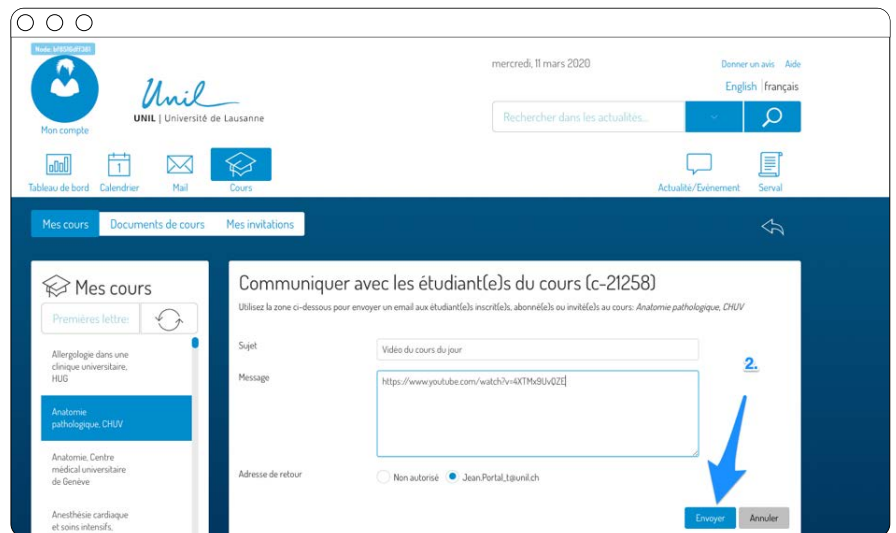 Node: bf85f6dff361
mercredi, 11 mars 2020
Donner un avis Aide
English | français
Unil
UNIL | Université de Lausanne
Mon compte
Rechercher dans les actualités...
Tableau de bord
Calendrier
1
Mail
Cours
Actualité/Evénement
Serval
Mes cours
Documents de cours
Mes invitations
Mes cours
Premières lettre:
Allergologie dans une
clinique universitaire,
HUG
Anatomie
pathologique, CHUV
Anatomie, Centre
médical universitaire
de Genève
Anesthésie cardiaque
et soins intensifs,
Communiquer avec les étudiant(e)s du cours (c-21258)
Utilisez la zone ci-dessous pour envoyer un email aux étudiant(e)s inscrit(e)s, abonné(e)s ou invité(e)s au cours: Anatomie pathologique, CHUV
Sujet
Vidéo du cours du jour
Message
https://www.youtube.com/watch?v=4XTMx9UvQZE
2.
Adresse de retour
Non autorisé
Jean.Portal_t@unil.ch
Envoyer
Annuler